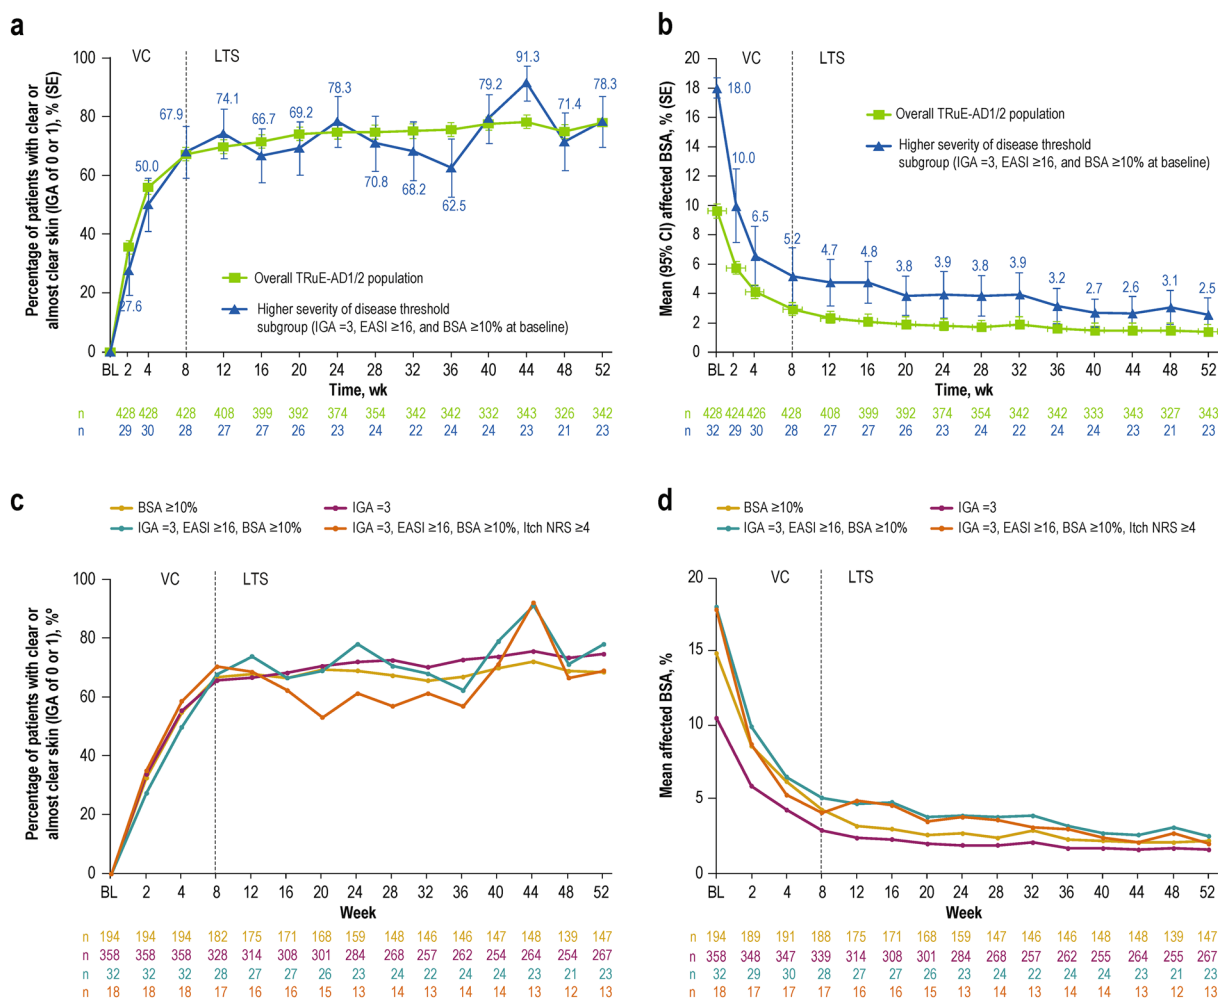 a
Percentage of patients with clear or
almost clear skin (IGA of 0 or 1), % (SE)
VC
LTS
100
80
60
40
20
0
67.9
74.1
66.7
69.2
78.3
79.2
91.3
71.4
78.3
50.0
27.6
70.8
68.2
62.5
Overall TRuE-AD1/2 population
Higher severity of disease threshold
subgroup (IGA =3, EASI ≥16, and BSA ≥10% at baseline)
BL 2 4 8 12 16 20 24 28 32 36 40 44 48 52
Time, wk
n 428 428 428 408 399 392 374 354 342 342 332 343 326 342
n 29 30 28 27 27 26 23 24 22 24 24 23 21 23
b
Mean (95% CI) affected BSA, % (SE)
VC
LTS
20
18
16
14
12
10
8
6
4
2
0
18.0
10.0
6.5
5.2
4.7
4.8
3.8
3.9
3.8
3.9
3.2
2.7
2.6
3.1
2.5
Overall TRuE-AD1/2 population
Higher severity of disease threshold
subgroup (IGA =3, EASI ≥16, and BSA ≥10% at baseline)
BL 2 4 8 12 16 20 24 28 32 36 40 44 48 52
Time, wk
n 428 424 426 428 408 399 392 374 354 342 342 333 343 327 343
n 32 29 30 28 27 27 26 23 24 22 24 24 23 21 23
c
BSA ≥10%
IGA =3
IGA =3, EASI ≥16, BSA ≥10%
IGA =3, EASI ≥16, BSA ≥10%, Itch NRS ≥4
Percentage of patients with clear or
almost clear skin (IGA of 0 or 1), %ª
VC
LTS
100
80
60
40
20
0
BL 2 4 8 12 16 20 24 28 32 36 40 44 48 52
Week
n 194 194 194 182 175 171 168 159 148 146 146 147 148 139 147
n 358 358 358 328 314 308 301 284 268 257 262 254 264 254 267
n 32 32 32 28 27 27 26 23 24 22 24 24 23 21 23
n 18 18 18 17 16 16 15 13 14 13 14 14 13 12 13
d
BSA ≥10%
IGA =3
IGA =3, EASI ≥16, BSA ≥10%
IGA =3, EASI ≥16, BSA ≥10%, Itch NRS ≥4
Mean affected BSA, %
VC
LTS
20
15
10
5
0
BL 2 4 8 12 16 20 24 28 32 36 40 44 48 52
Week
n 194 189 191 188 175 171 168 159 147 146 146 148 148 139 147
n 358 348 347 339 314 308 301 284 268 257 262 255 264 255 267
n 32 29 30 28 27 27 26 23 24 22 24 24 23 21 23
n 18 17 17 17 16 16 15 13 14 13 14 14 13 12 13